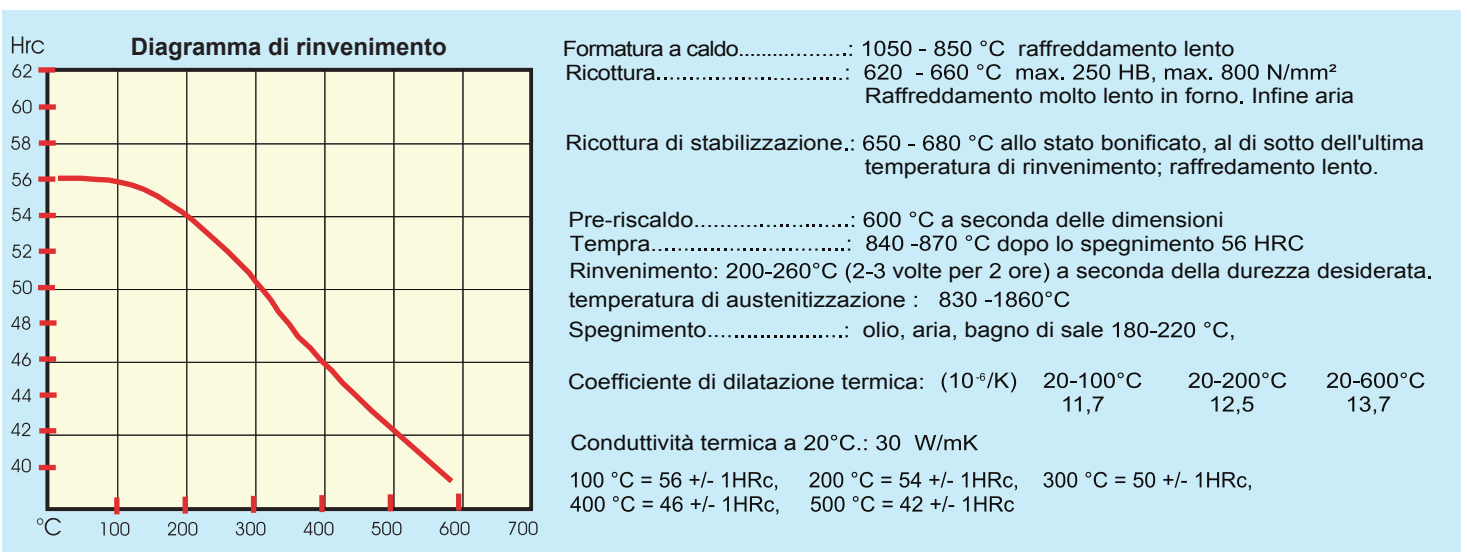 Hrc
Diagramma di rinvenimento
62
60
58
56
54
52
50
48
46
44
42
40
°C 100 200 300 400 500 600 700
Formatura a caldo..................: 1050 - 850 °C raffreddamento lento
Ricottura............................: 620 - 660 °C max. 250 HB, max. 800 N/mm²
Raffreddamento molto lento in forno. Infine aria
Ricottura di stabilizzazione.: 650 - 680 °C allo stato bonificato, al di sotto dell'ultima
temperatura di rinvenimento; raffredamento lento.
Pre-riscaldo.......................: 600 °C a seconda delle dimensioni
Tempra............................: 840 -870 °C dopo lo spegnimento 56 HRC
Rinvenimento: 200-260°C (2-3 volte per 2 ore) a seconda della durezza desiderata.
temperatura di austenitizzazione : 830 -1860°C
Spegnimento....................: olio, aria, bagno di sale 180-220 °C,
Coefficiente di dilatazione termica: (10⁻⁶/K) 20-100°C 20-200°C 20-600°C
11,7 12,5 13,7
Conduttività termica a 20°C.: 30 W/mK
100 °C = 56 +/- 1HRc, 200 °C = 54 +/- 1HRc, 300 °C = 50 +/- 1HRc,
400 °C = 46 +/- 1HRc, 500 °C = 42 +/- 1HRc